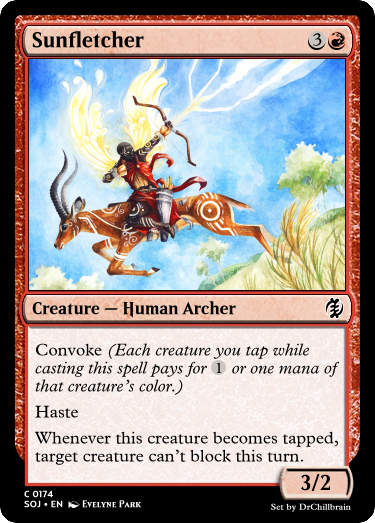 Sunfletcher 3
Creature — Human Archer
Convoke (Each creature you tap while
casting this spell pays for 1 or one mana of
that creature's color.)
Haste
Whenever this creature becomes tapped,
target creature can't block this turn.
3/2
C 0174
SOJ • EN Evelyne Park
Set by DrChillbrain